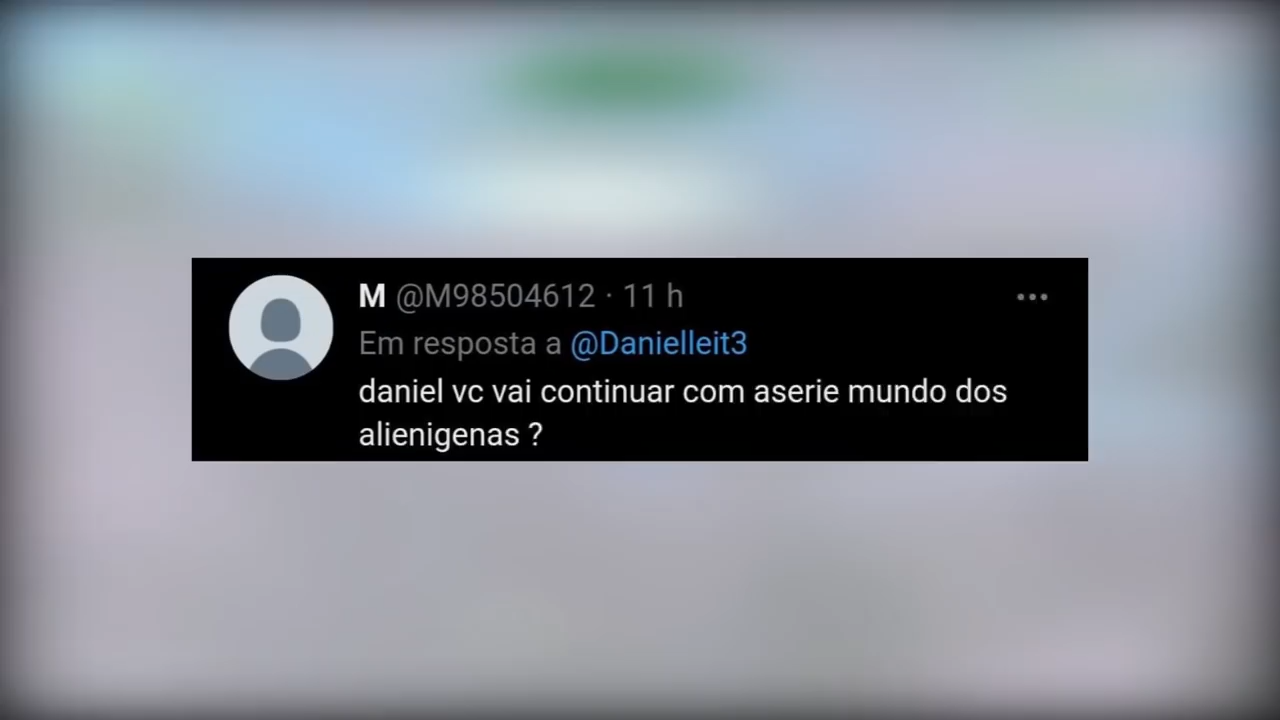 M @M98504612 · 11 h
Em resposta a @Danielleit3
daniel vc vai continuar com aserie mundo dos
alienigenas ?